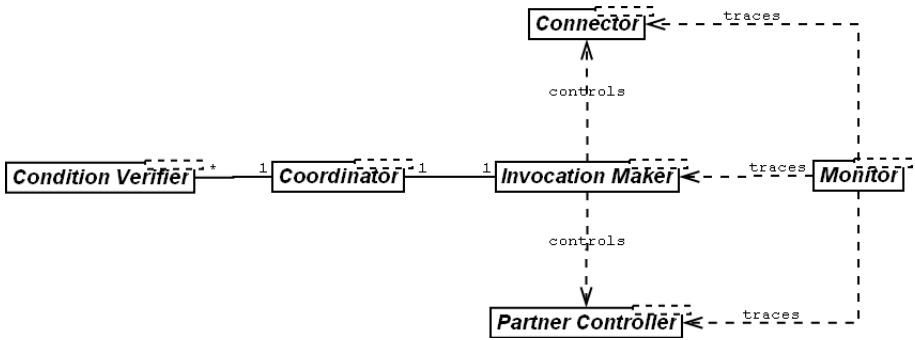 Connector
traces
controls
Condition Verifier * 1 Coordinator 1 1 Invocation Maker traces Monitor
controls
Partner Controller traces